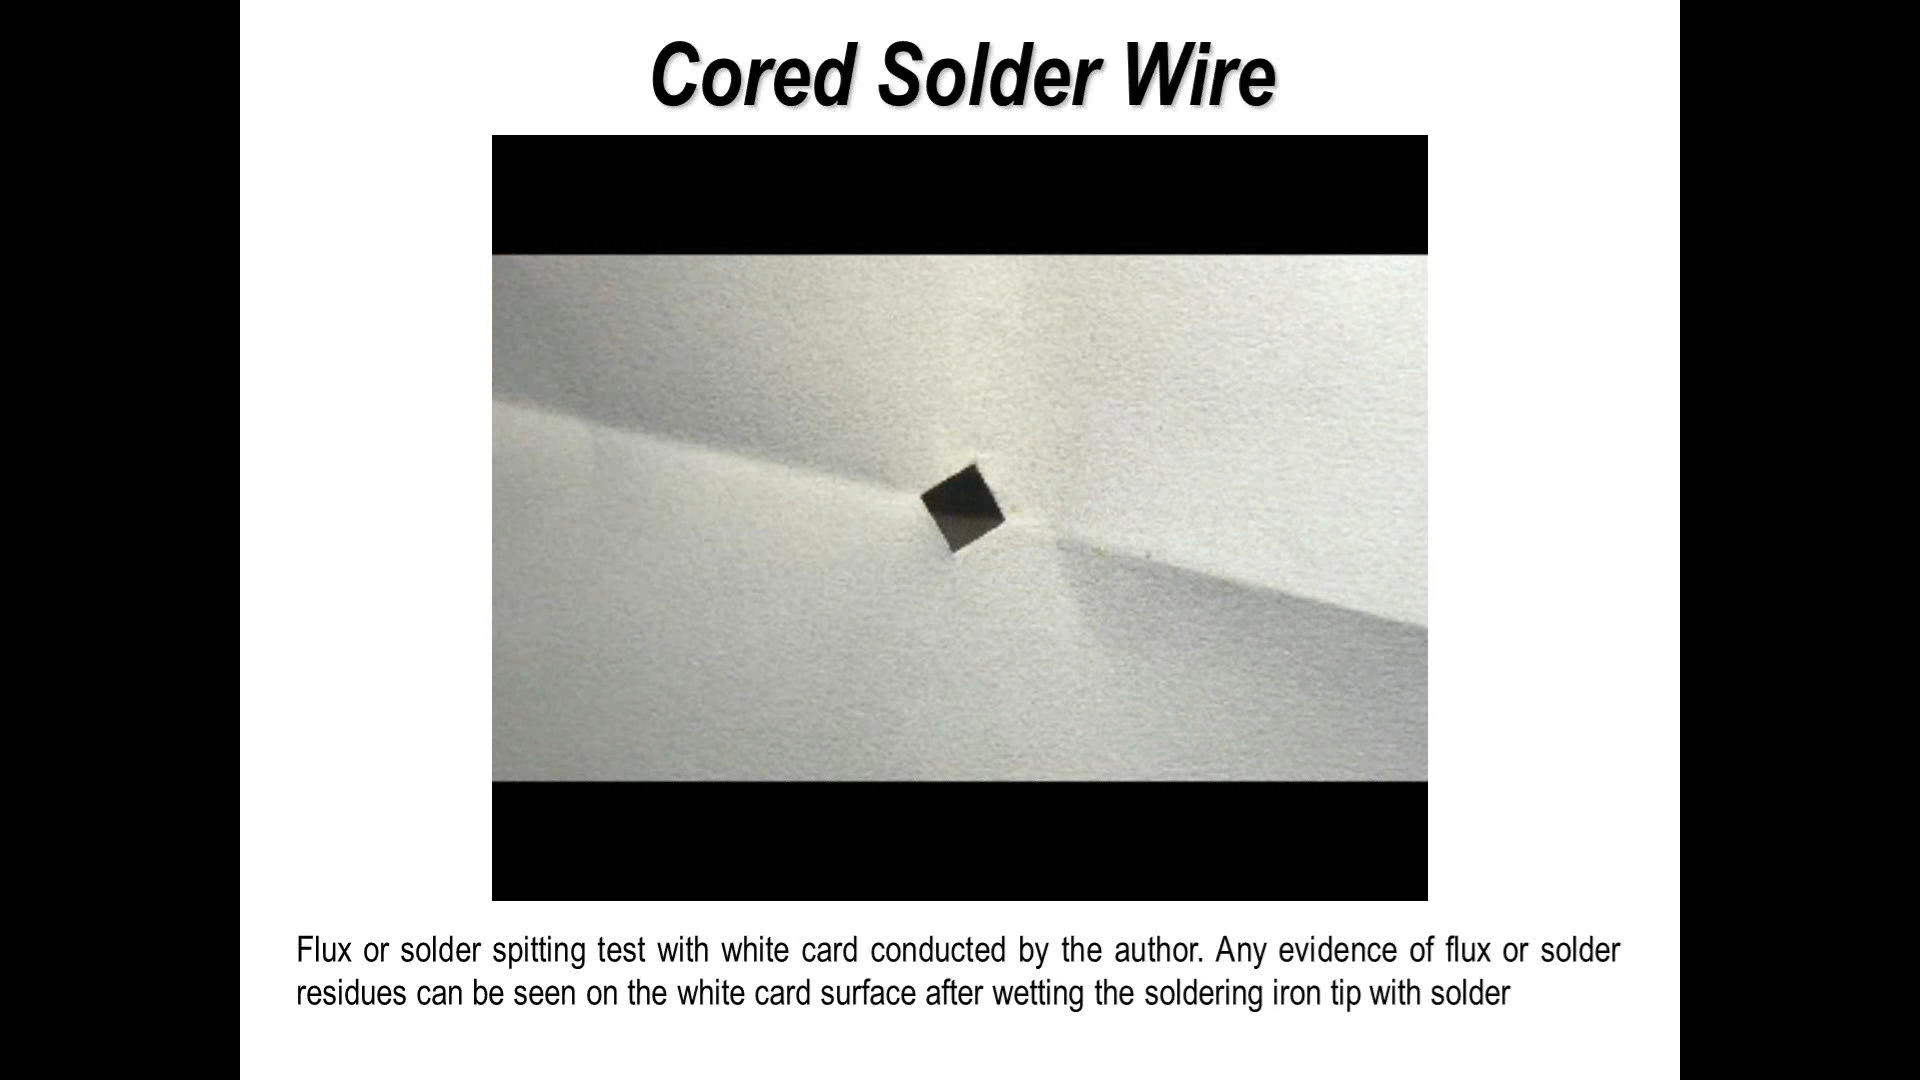 Cored Solder Wire
Flux or solder spitting test with white card conducted by the author. Any evidence of flux or solder
residues can be seen on the white card surface after wetting the soldering iron tip with solder